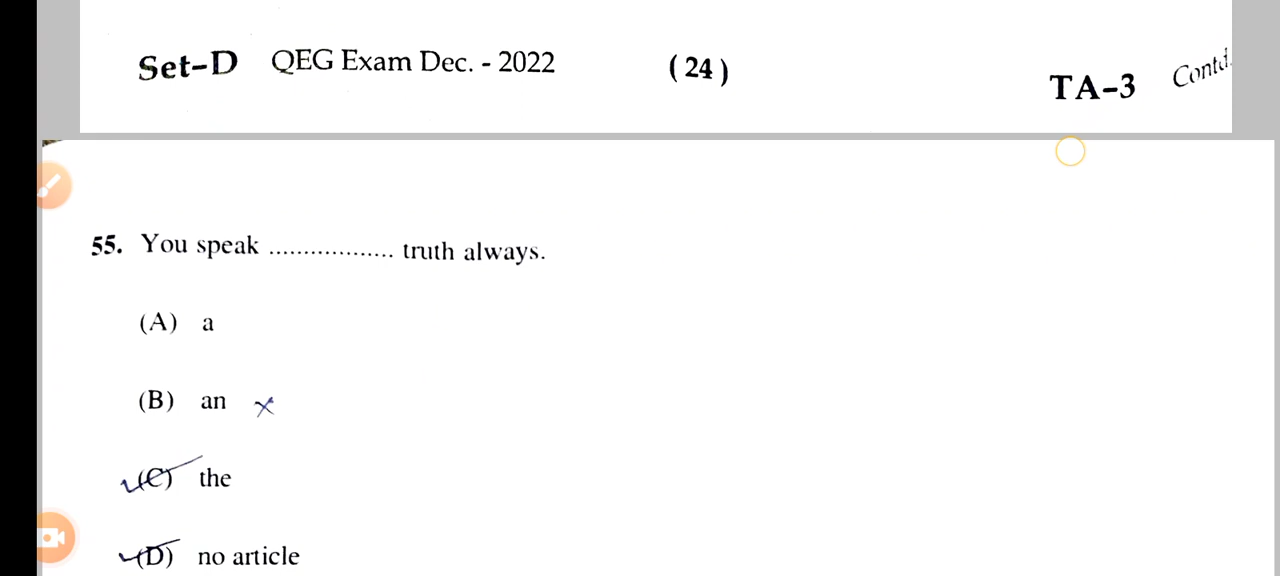 Set-D QEG Exam Dec. - 2022 (24) TA-3 Contd.
55. You speak .................. truth always.
(A) a
(B) an
(C) the
(D) no article